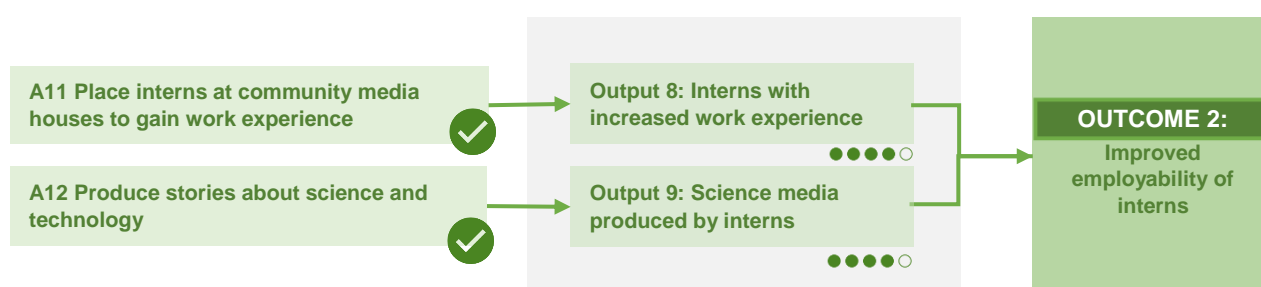 A11 Place interns at community media
houses to gain work experience
Output 8: Interns with
increased work experience
A12 Produce stories about science and
technology
Output 9: Science media
produced by interns
OUTCOME 2:
Improved
employability of
interns